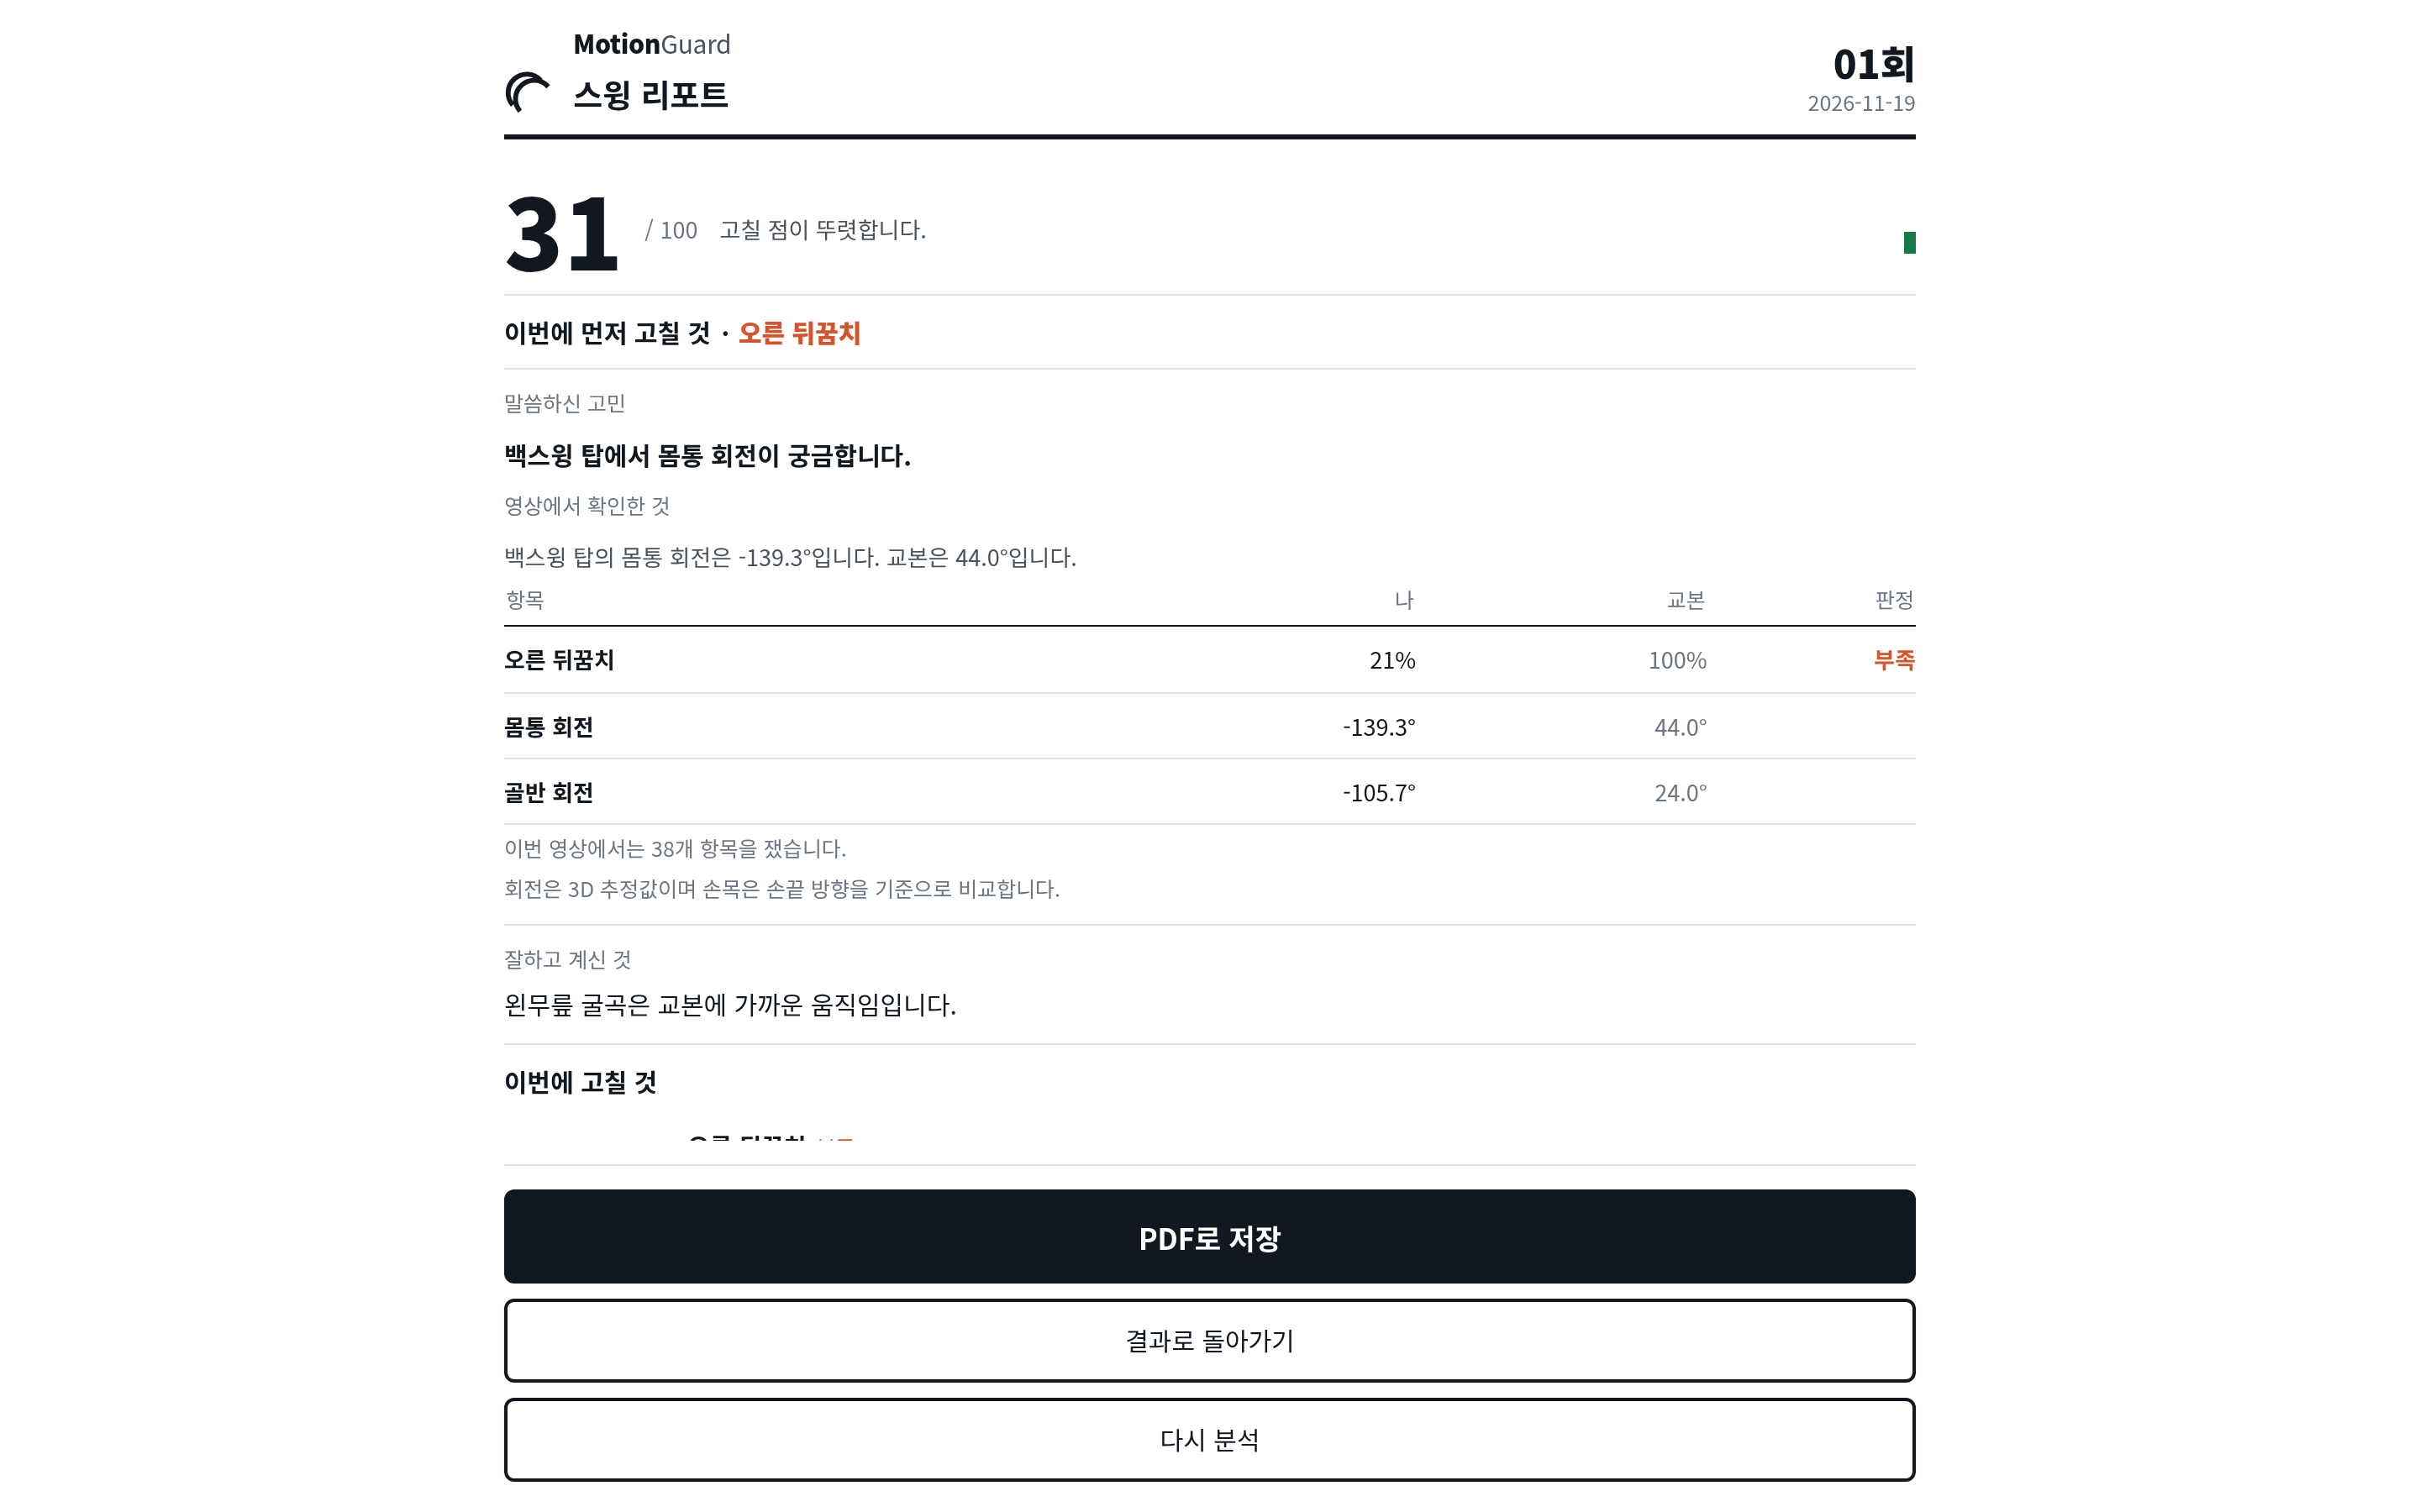 MotionGuard
스윙 리포트
01회
2026-11-19
31 / 100 고칠 점이 뚜렷합니다.
이번에 먼저 고칠 것 · 오른 뒤꿈치
말씀하신 고민
백스윙 탑에서 몸통 회전이 궁금합니다.
영상에서 확인한 것
백스윙 탑의 몸통 회전은 -139.3°입니다. 교본은 44.0°입니다.
항목 나 교본 판정
오른 뒤꿈치 21% 100% 부족
몸통 회전 -139.3° 44.0°
골반 회전 -105.7° 24.0°
이번 영상에서는 38개 항목을 쟀습니다.
회전은 3D 추정값이며 손목은 손끝 방향을 기준으로 비교합니다.
잘하고 계신 것
왼무릎 굴곡은 교본에 가까운 움직임입니다.
이번에 고칠 것
PDF로 저장
결과로 돌아가기
다시 분석